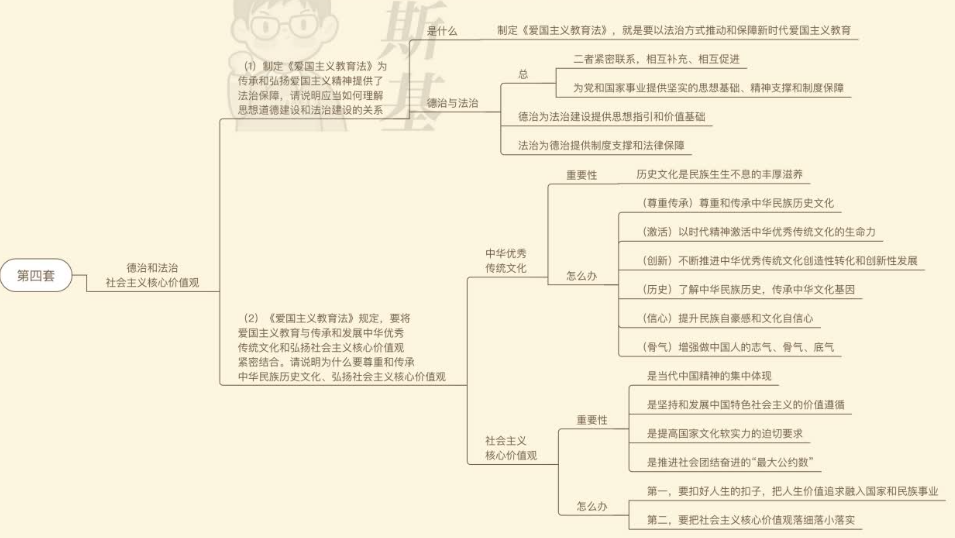 斯
基
第四套
德治和法治
社会主义核心价值观
（1）制定《爱国主义教育法》为
传承和弘扬爱国主义精神提供了
法治保障，请说明应当如何理解
思想道德建设和法治建设的关系
是什么
制定《爱国主义教育法》，就是要以法治方式推动和保障新时代爱国主义教育
德治与法治
总
二者紧密联系，相互补充、相互促进
为党和国家事业提供坚实的思想基础、精神支撑和制度保障
德治为法治建设提供思想指引和价值基础
法治为德治提供制度支撑和法律保障
（2）《爱国主义教育法》规定，要将
爱国主义教育与传承和发展中华优秀
传统文化和弘扬社会主义核心价值观
紧密结合。请说明为什么要尊重和传承
中华民族历史文化、弘扬社会主义核心价值观
中华优秀
传统文化
重要性
历史文化是民族生生不息的丰厚滋养
怎么办
（尊重传承）尊重和传承中华民族历史文化
（激活）以时代精神激活中华优秀传统文化的生命力
（创新）不断推进中华优秀传统文化创造性转化和创新性发展
（历史）了解中华民族历史，传承中华文化基因
（信心）提升民族自豪感和文化自信心
（骨气）增强做中国人的志气、骨气、底气
社会主义
核心价值观
重要性
是当代中国精神的集中体现
是坚持和发展中国特色社会主义的价值遵循
是提高国家文化软实力的迫切要求
是推进社会团结奋进的“最大公约数”
怎么办
第一，要扣好人生的扣子，把人生价值追求融入国家和民族事业
第二，要把社会主义核心价值观落细落小落实